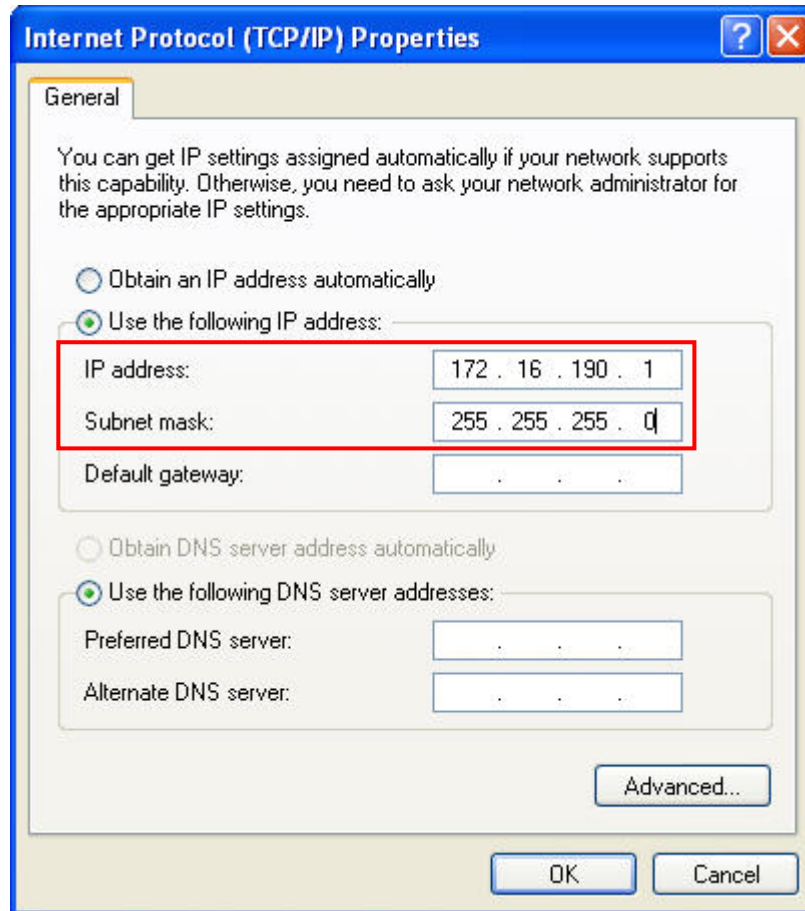 Internet Protocol (TCP/IP) Properties
General
You can get IP settings assigned automatically if your network supports
this capability. Otherwise, you need to ask your network administrator for
the appropriate IP settings.
Obtain an IP address automatically
Use the following IP address:
IP address: 172 . 16 . 190 . 1
Subnet mask: 255 . 255 . 255 . 0
Default gateway: . . .
Obtain DNS server address automatically
Use the following DNS server addresses:
Preferred DNS server: . . .
Alternate DNS server: . . .
Advanced...
OK Cancel